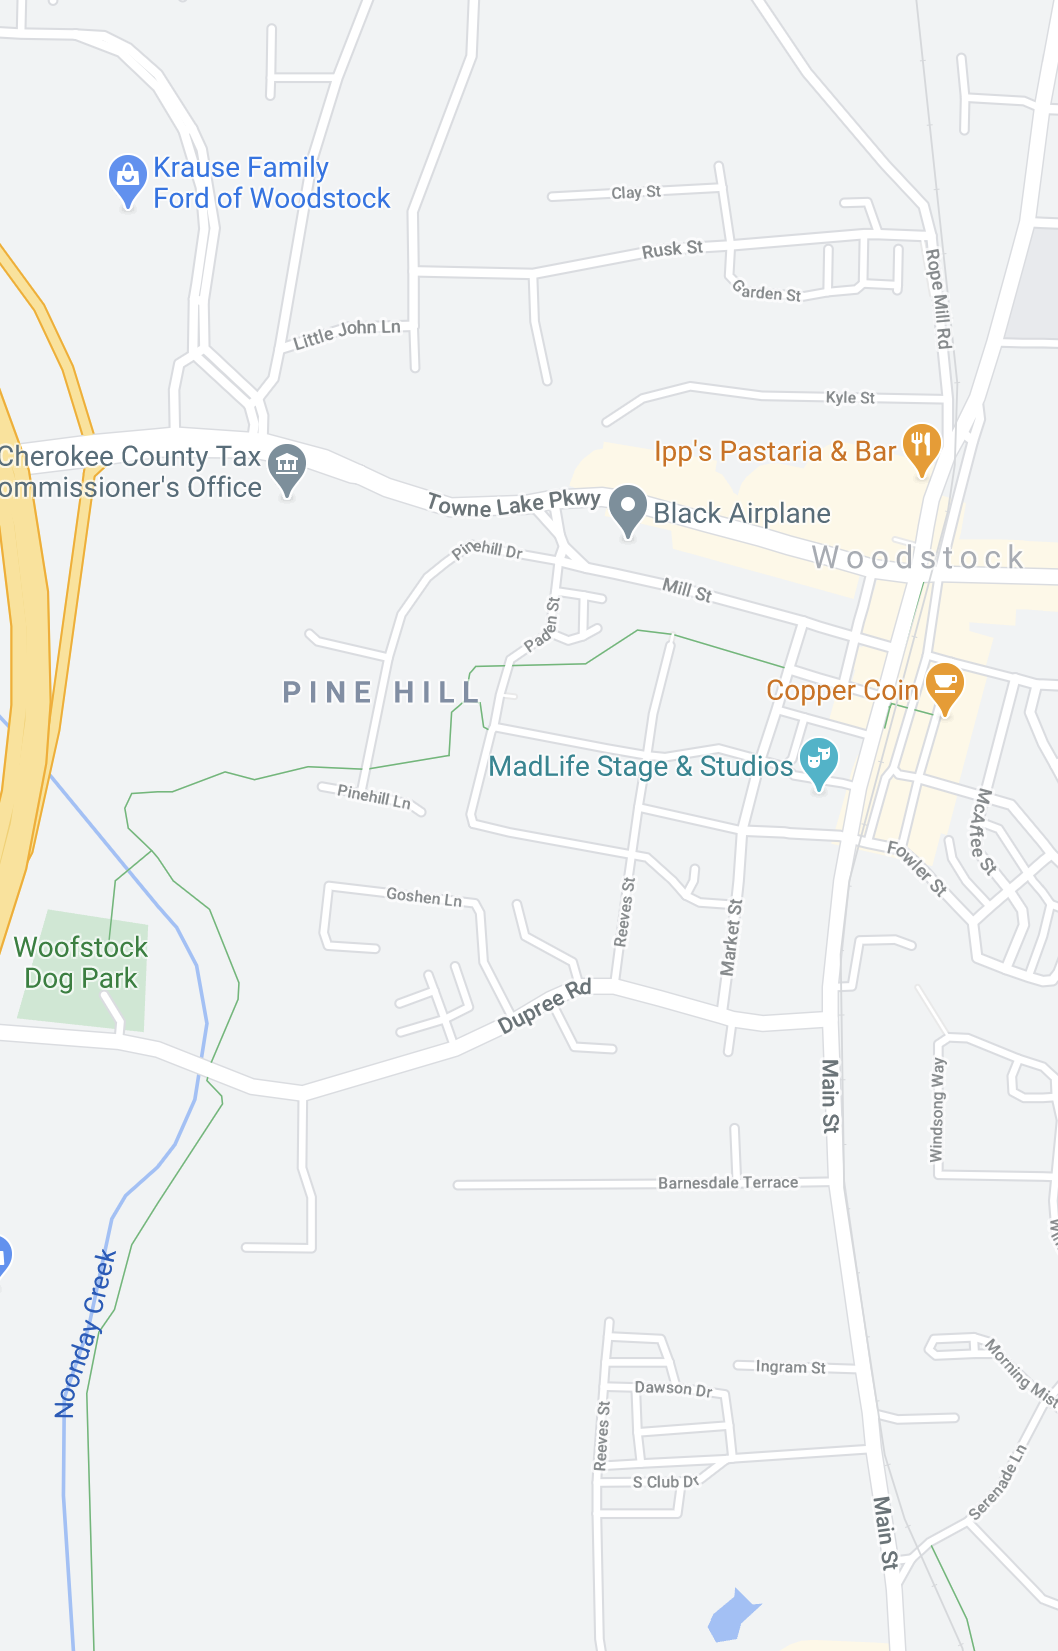 Krause Family
Ford of Woodstock
Clay St
Rusk St
Garden St
Rope Mill Rd
Little John Ln
Kyle St
Ipp's Pastaria & Bar
Cherokee County Tax
ommissioner's Office
Towne Lake Pkwy
Black Airplane
Woodstock
Pinehill Dr
Mill St
Paden St
PINE HILL
Copper Coin
MadLife Stage & Studios
Pinehill Ln
McAffee St
Fowler St
Goshen Ln
Reeves St
Market St
Woofstock
Dog Park
Dupree Rd
Main St
Windsong Way
Barnesdale Terrace
Noonday Creek
Ingram St
Morning Mist
Dawson Dr
Reeves St
S Club Dr
Serenade Ln
Main St